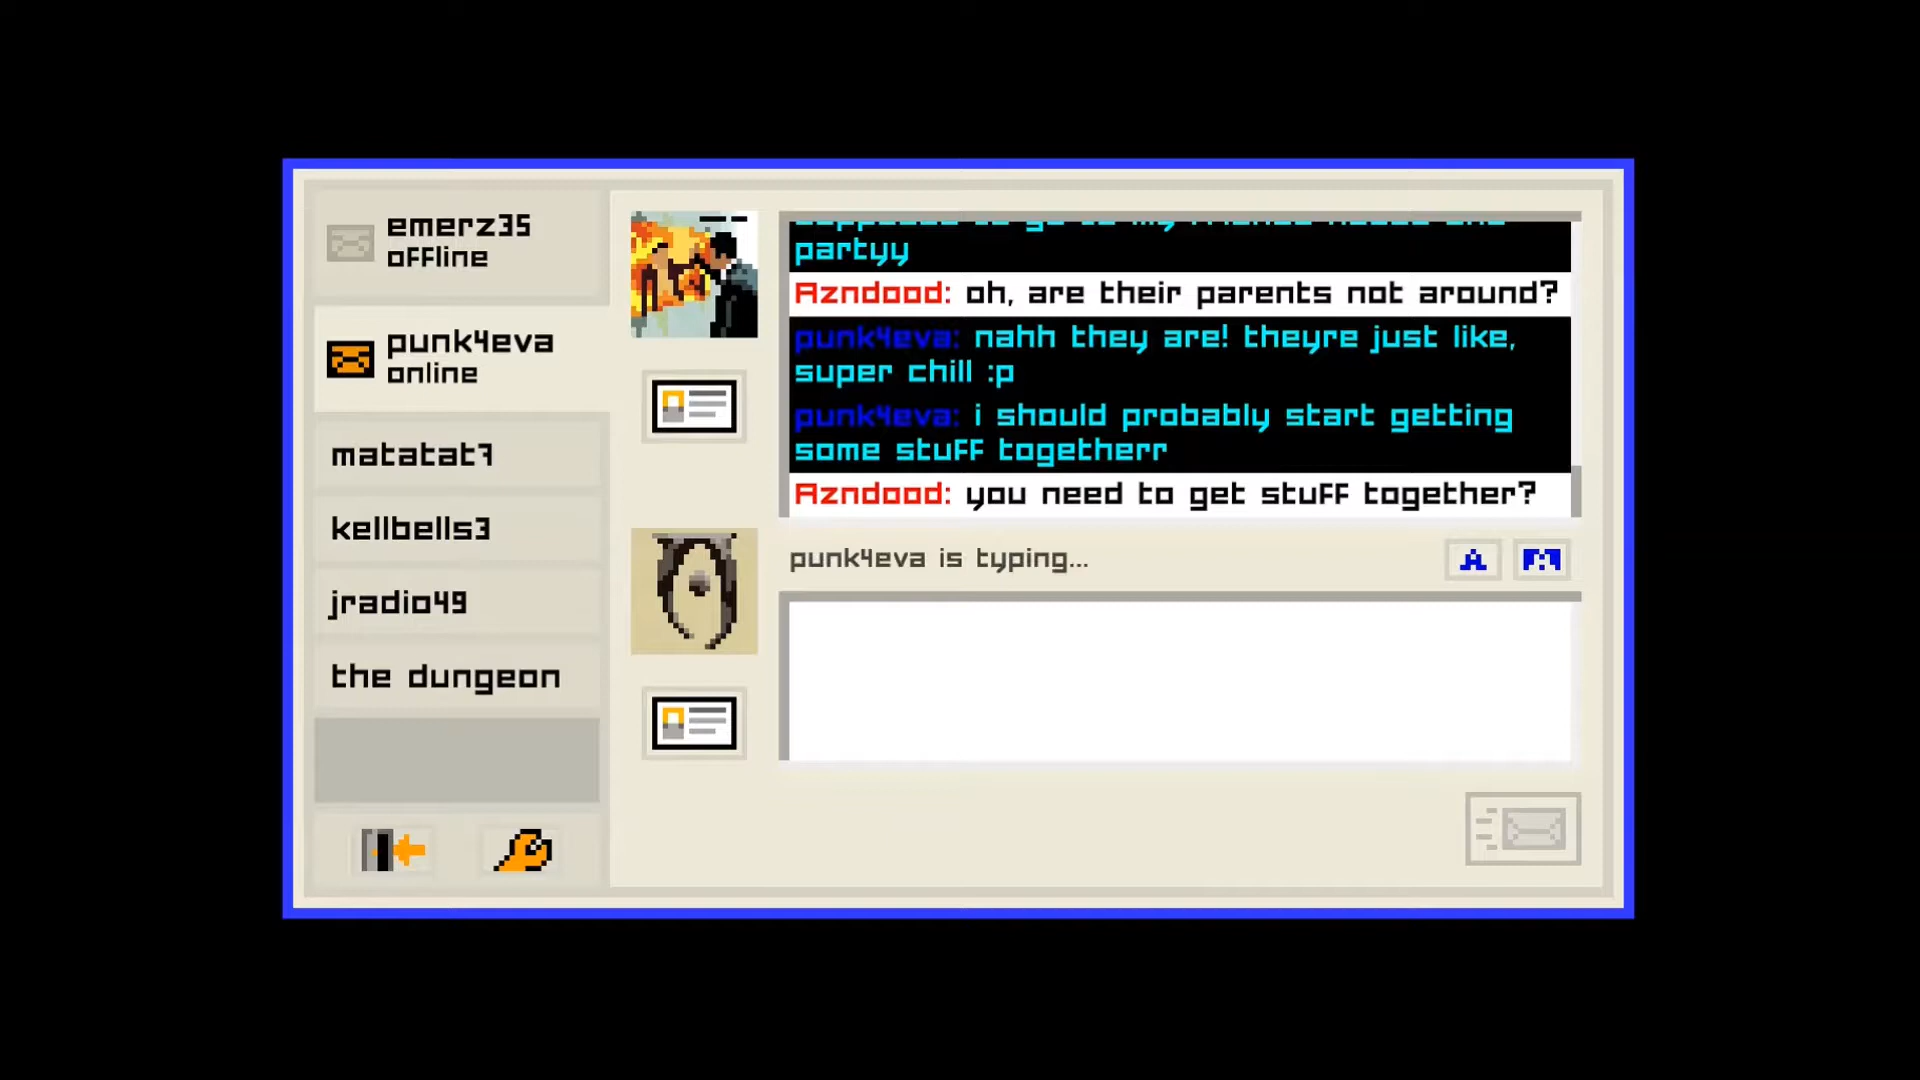 emerz35
offline
punk4eva
online
matatat7
kellbells3
jradio49
the dungeon
partyy
Azndood: oh, are their parents not around?
punk4eva: nahh they are! theyre just like,
super chill :p
punk4eva: i should probably start getting
some stuff togetherr
Azndood: you need to get stuff together?
punk4eva is typing...
A